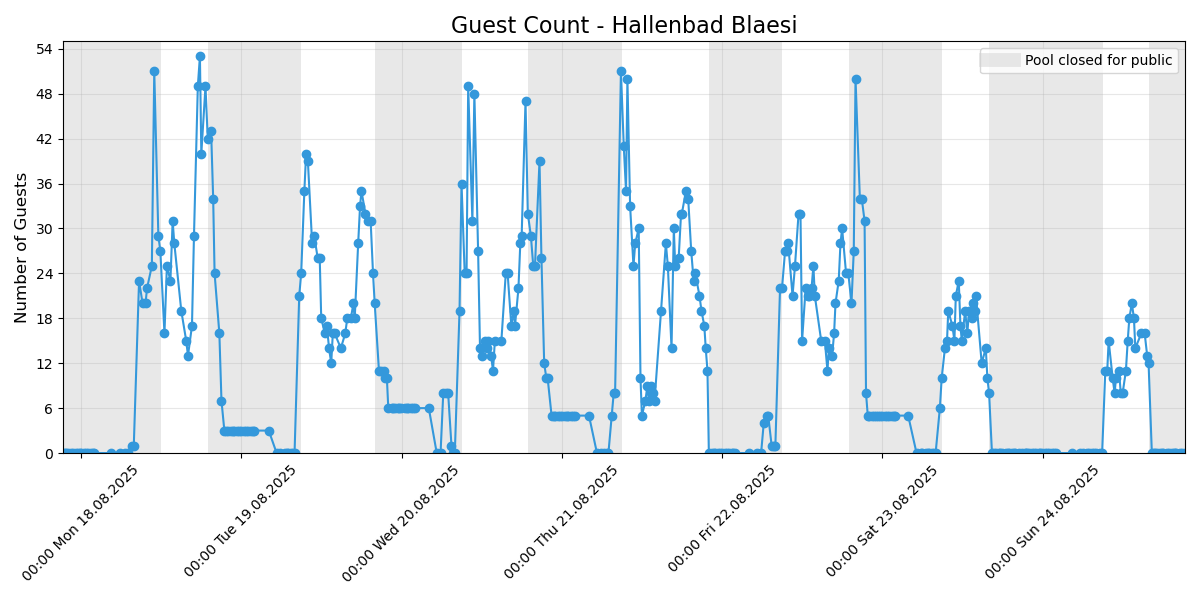 Guest Count - Hallenbad Blaesi
Pool closed for public
Number of Guests
54
48
42
36
30
24
18
12
6
0
00:00 Mon 18.08.2025
00:00 Tue 19.08.2025
00:00 Wed 20.08.2025
00:00 Thu 21.08.2025
00:00 Fri 22.08.2025
00:00 Sat 23.08.2025
00:00 Sun 24.08.2025